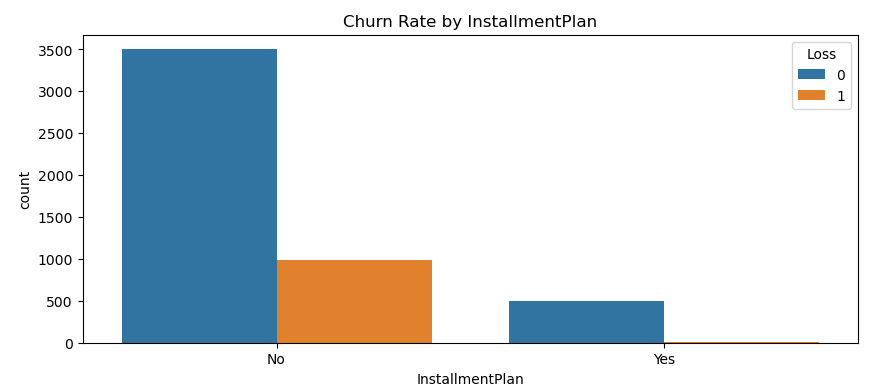 Churn Rate by InstallmentPlan
Loss
0
1
3500
3000
2500
2000
1500
1000
500
0
count
No
Yes
InstallmentPlan